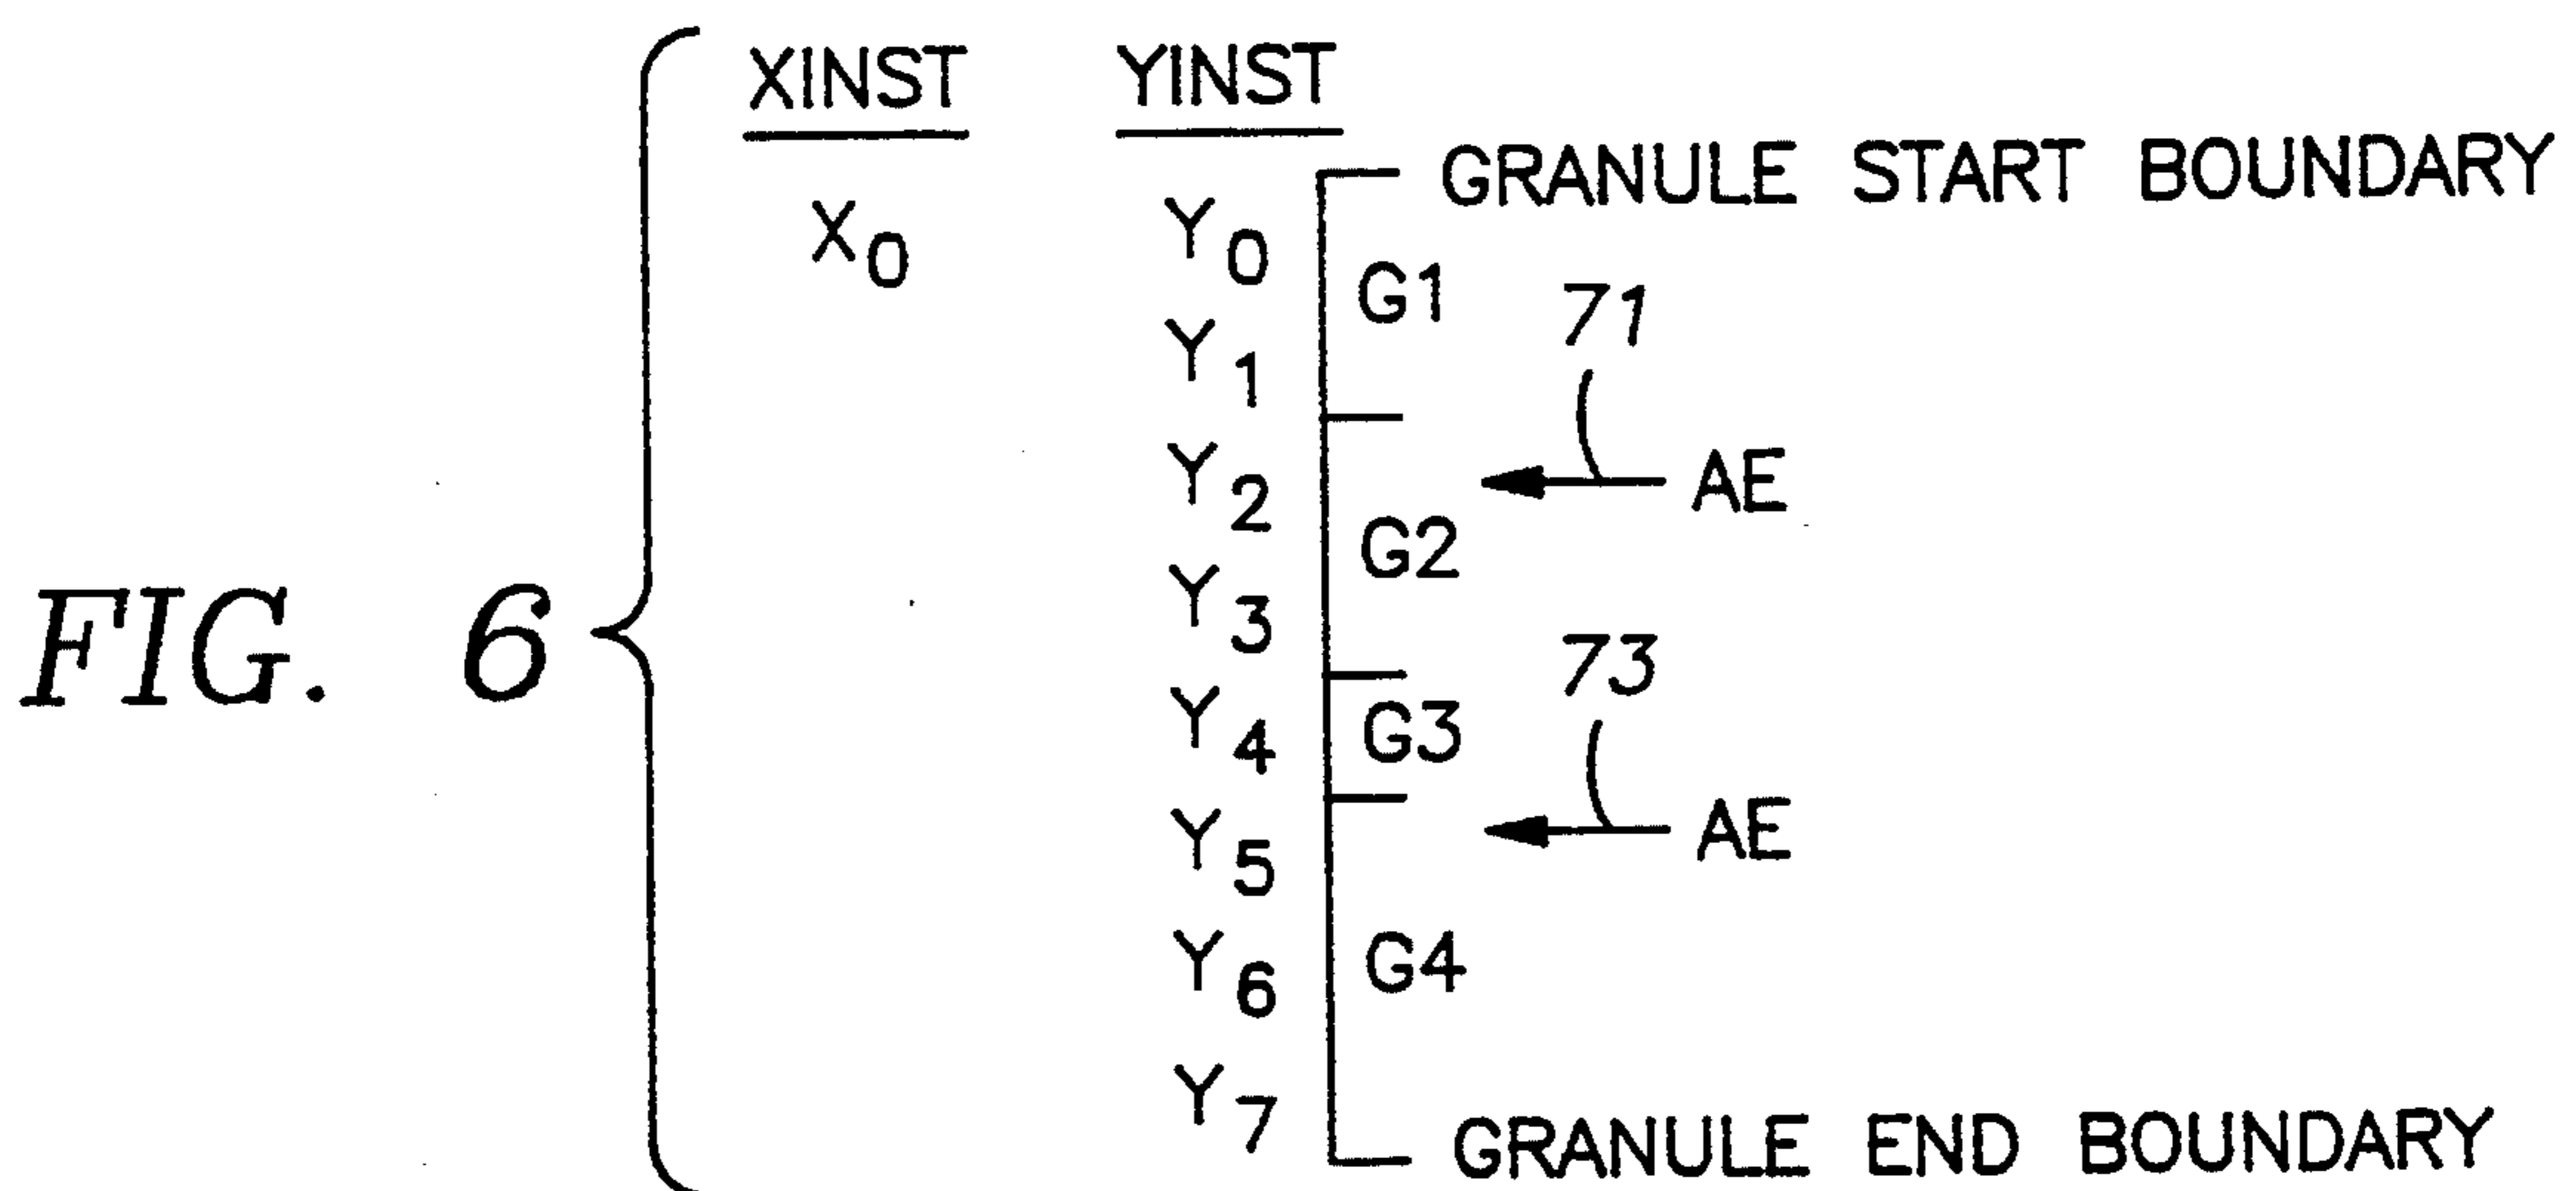 XINST YINST
GRANULE START BOUNDARY
X0 Y0
G1
71
Y1
Y2
AE
G2
Y3
FIG. 6
73
Y4
G3
Y5
AE
Y6
G4
Y7
GRANULE END BOUNDARY